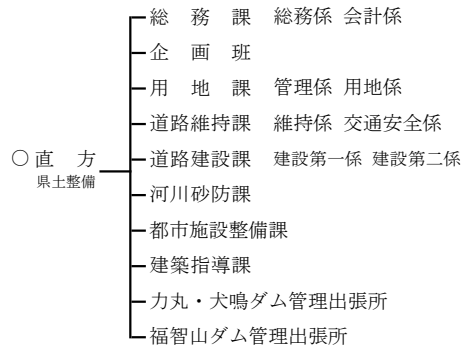 総務課 総務係 会計係
企画班
用地課 管理係 用地係
道路維持課 維持係 交通安全係
○直方
県土整備
道路建設課 建設第一係 建設第二係
河川砂防課
都市施設整備課
建築指導課
力丸・犬鳴ダム管理出張所
福智山ダム管理出張所